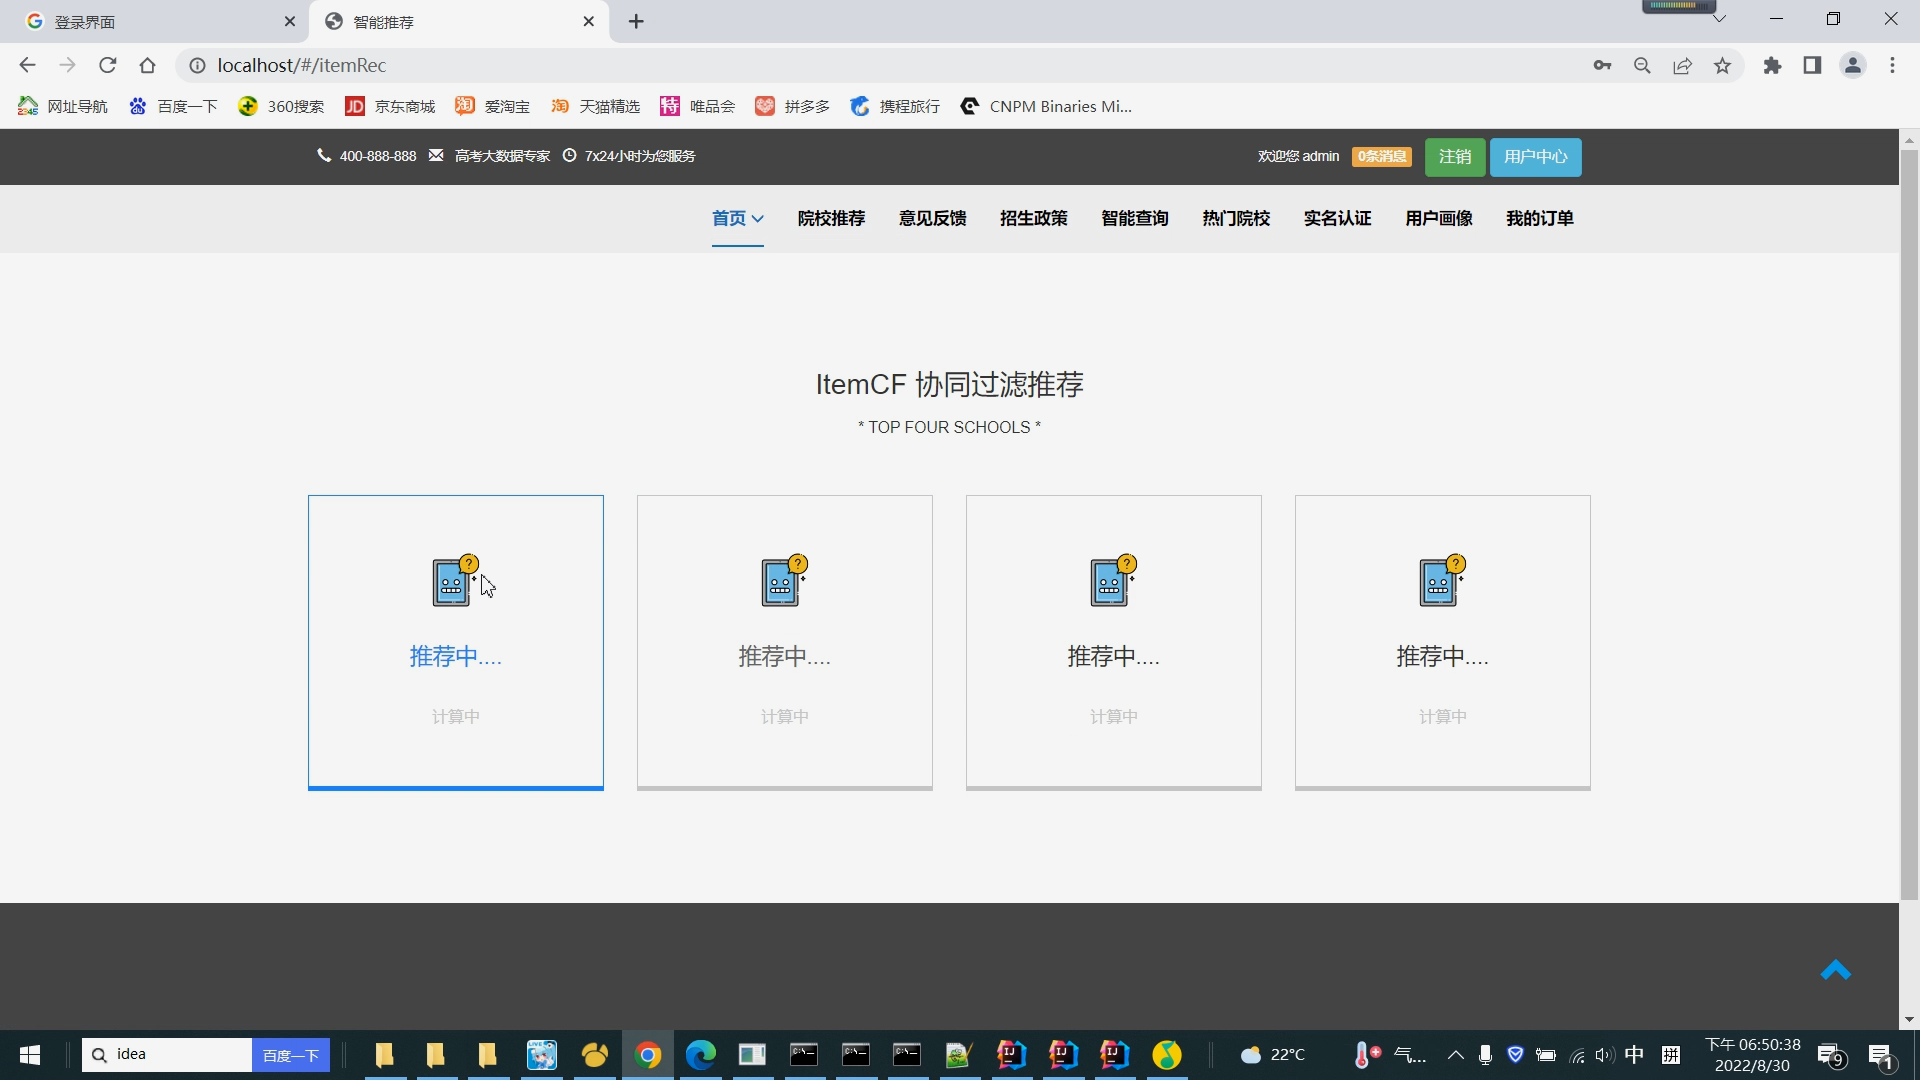 登录界面
智能推荐
localhost/#/itemRec
网址导航 百度一下 360搜索 京东商城 爱淘宝 天猫精选 唯品会 拼多多 携程旅行 CNPM Binaries Mi...
400-888-888 高考大数据专家 7x24小时为您服务
欢迎您 admin 0条消息 注销 用户中心
首页 院校推荐 意见反馈 招生政策 智能查询 热门院校 实名认证 用户画像 我的订单
ItemCF 协同过滤推荐
* TOP FOUR SCHOOLS *
推荐中.... 推荐中.... 推荐中.... 推荐中....
计算中 计算中 计算中 计算中
idea 百度一下 22°C 气... 中 拼 下午 06:50:38
2022/8/30 9 1